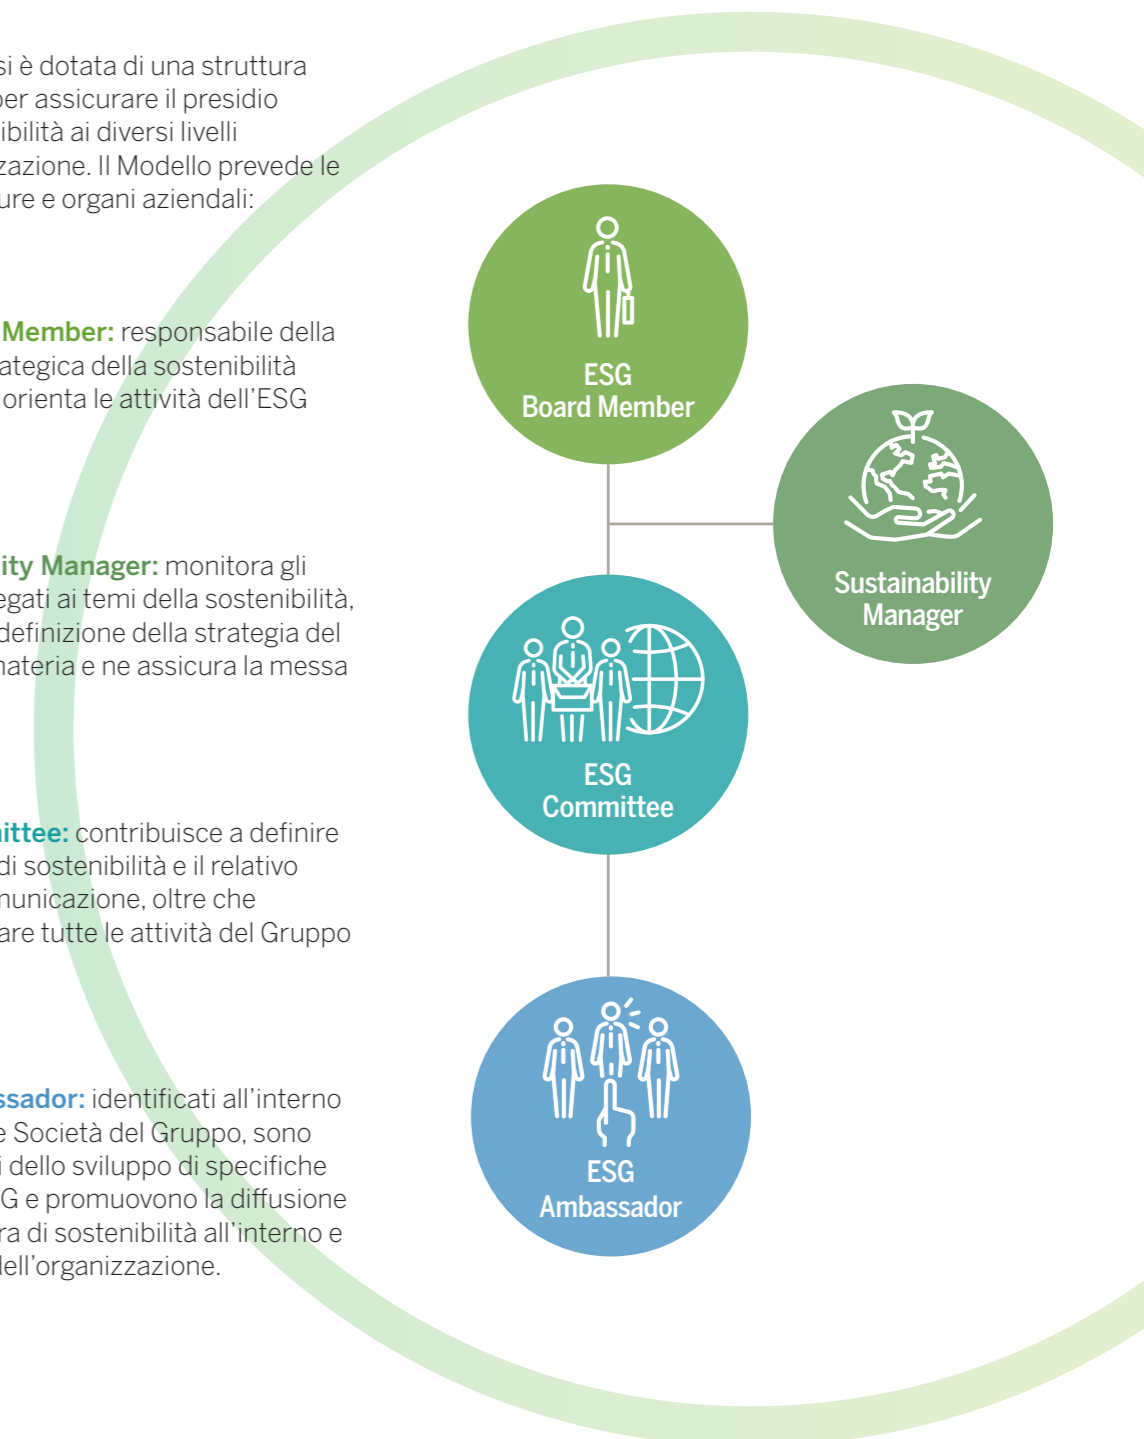 si è dotata di una struttura
per assicurare il presidio
ibilità ai diversi livelli
zazione. Il Modello prevede le
ure e organi aziendali:
Member: responsabile della
ategica della sostenibilità
orienta le attività dell'ESG
ity Manager: monitora gli
egati ai temi della sostenibilità,
definizione della strategia del
materia e ne assicura la messa
ittee: contribuisce a definire
di sostenibilità e il relativo
municazione, oltre che
are tutte le attività del Gruppo
ssador: identificati all'interno
e Società del Gruppo, sono
i dello sviluppo di specifiche
G e promuovono la diffusione
ra di sostenibilità all'interno e
dell'organizzazione.
ESG
Board Member
Sustainability
Manager
ESG
Committee
ESG
Ambassador